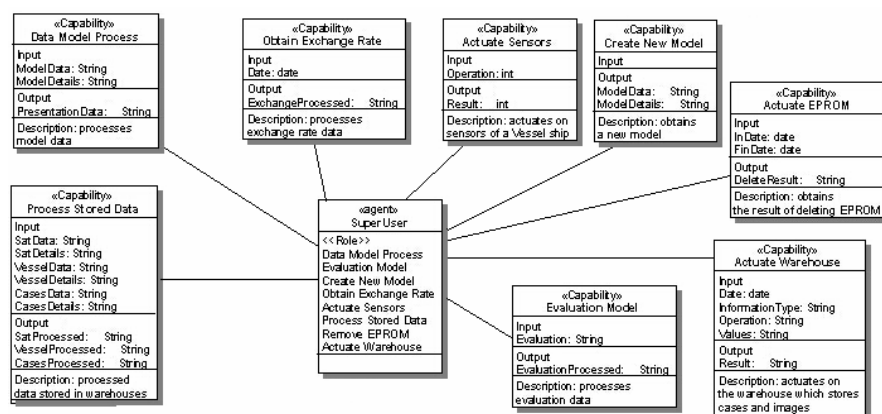 «Capability»
Data Model Process
Input
ModelData: String
ModelDetails: String
Output
PresentationData: String
Description: processes
model data
«Capability»
Obtain Exchange Rate
Input
Date: date
Output
ExchangeProcessed: String
Description: processes
exchange rate data
«Capability»
Actuate Sensors
Input
Operation: int
Output
Result: int
Description: actuates on
sensors of a Vessel ship
«Capability»
Create New Model
Input
Output
ModelData: String
ModelDetails: String
Description: obtains
a new model
«Capability»
Actuate EPROM
Input
InDate: date
FinDate: date
Output
DeleteResult: String
Description: obtains
the result of deleting EPROM
«Capability»
Process Stored Data
Input
SatData: String
SatDetails: String
VesselData: String
VesselDetails: String
CasesData: String
CasesDetails: String
Output
SatProcessed: String
VesselProcessed: String
CasesProcessed: String
Description: processed
data stored in warehouses
«agent»
SuperUser
<<Role>>
Data Model Process
Evaluation Model
Create New Model
Obtain Exchange Rate
Actuate Sensors
Process Stored Data
Remove EPROM
Actuate Warehouse
«Capability»
Evaluation Model
Input
Evaluation: String
Output
EvaluationProcessed: String
Description: processes
evaluation data
«Capability»
Actuate Warehouse
Input
Date: date
InformationType: String
Operation: String
Values: String
Output
Result: String
Description: actuates on
the warehouse which stores
cases and images